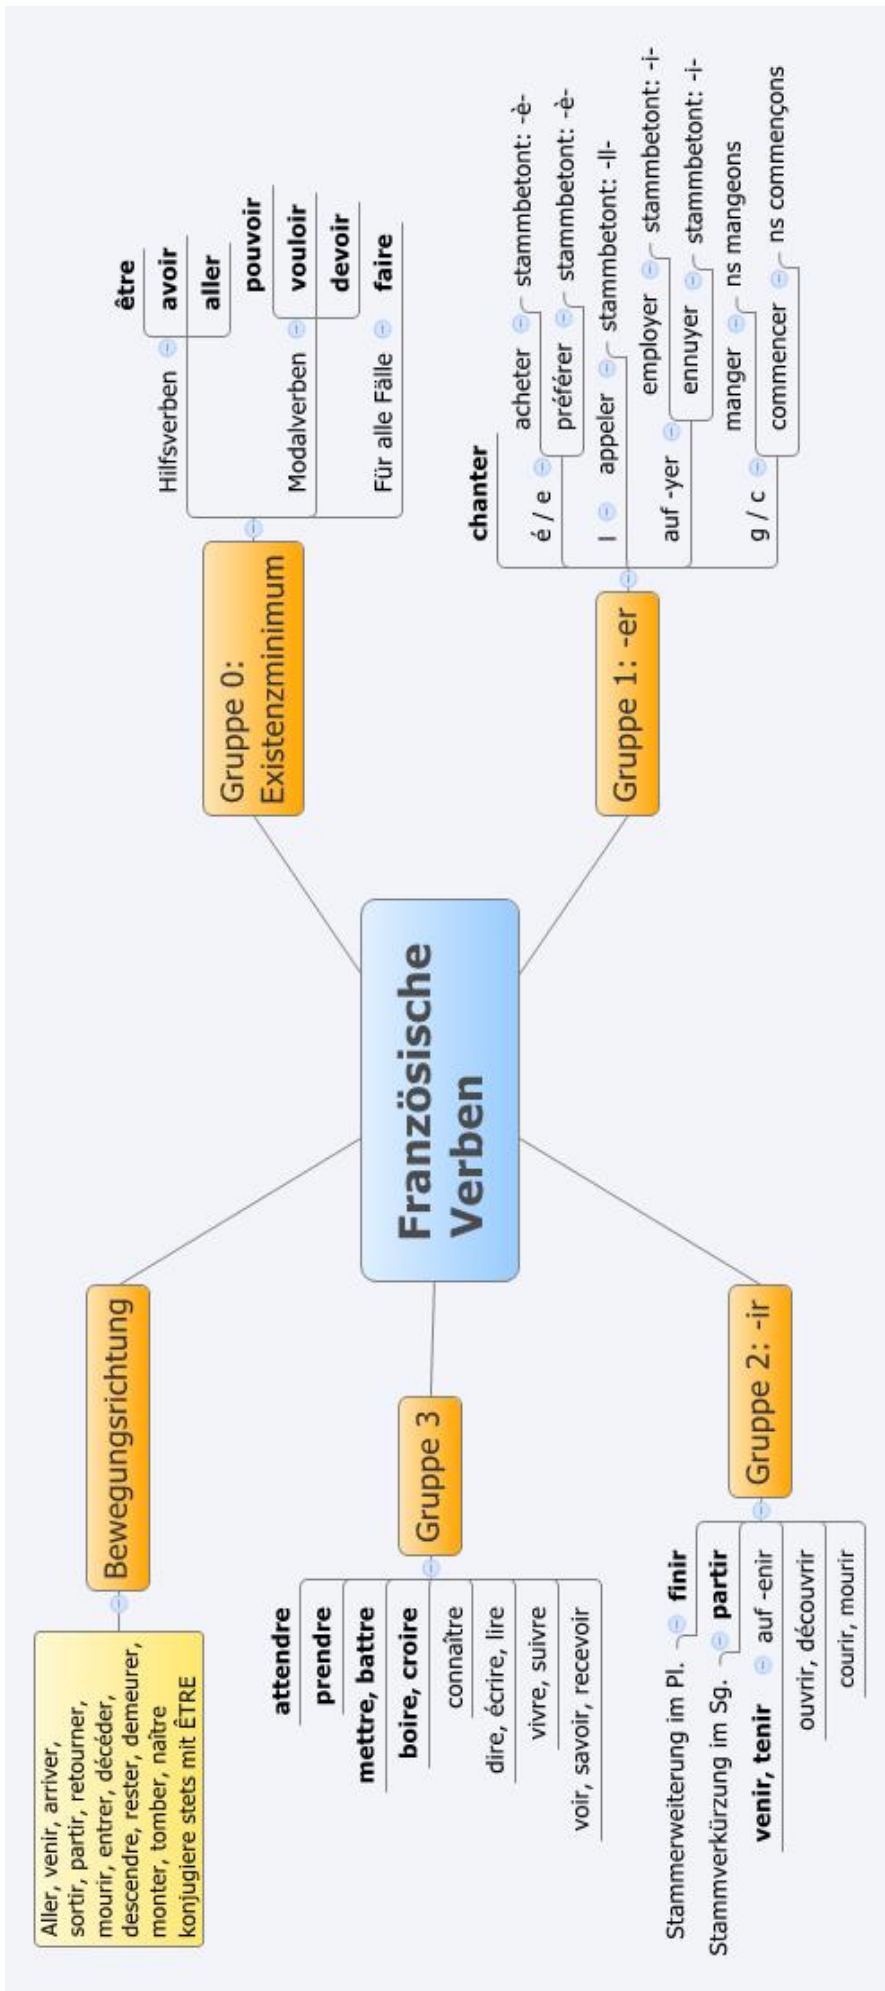 Französische
Verben
Gruppe 0:
Existenzminimum
Hilfsverben
être
avoir
aller
Modalverben
pouvoir
vouloir
devoir
Für alle Fälle
faire
Gruppe 1: -er
chanter
é / e
acheter
stammbetont: -è-
préférer
stammbetont: -è-
l
appeler
stammbetont: -ll-
auf -yer
employer
stammbetont: -i-
ennuyer
stammbetont: -i-
g / c
manger
ns mangeons
commencer
ns commençons
Bewegungsrichtung
Aller, venir, arriver,
sortir, partir, retourner,
mourir, entrer, décéder,
descendre, rester, demeurer,
monter, tomber, naître
konjugiere stets mit ÊTRE
Gruppe 3
attendre
prendre
mettre, battre
boire, croire
connaître
dire, écrire, lire
vivre, suivre
voir, savoir, recevoir
Gruppe 2: -ir
Stammerweiterung im Pl.
finir
Stammverkürzung im Sg.
partir
venir, tenir
auf -enir
ouvrir, découvrir
courir, mourir